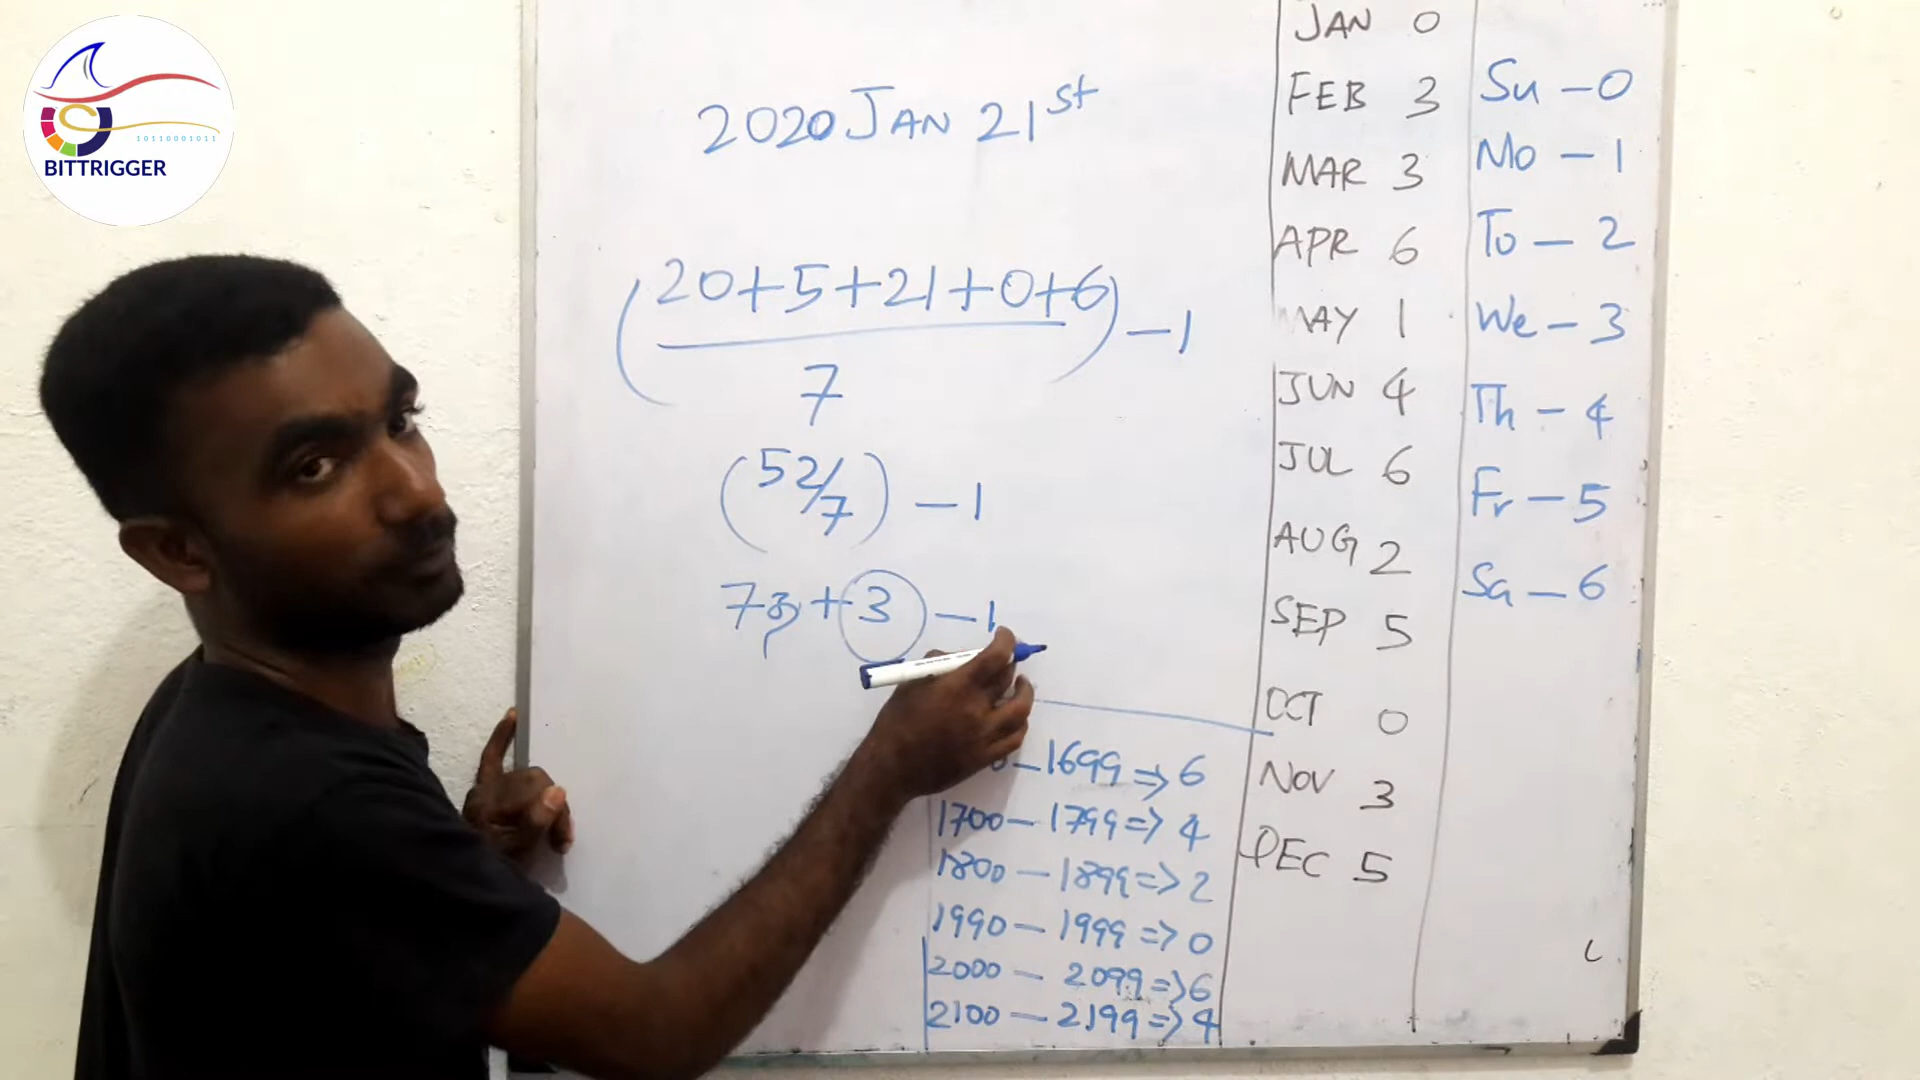 10110001011
BITTRIGGER
2020 JAN 21st
(20+5+21+0+6
7) -1
(52/7) -1
+ 3 -1
-1699 => 6
1700 - 1799 => 4
1800 - 1899 => 2
1990 - 1999 => 0
2000 - 2099 => 6
2100 - 2199 => 4
JAN 0
FEB 3
MAR 3
APR 6
MAY 1
JUN 4
JUL 6
AUG 2
SEP 5
OCT 0
NOV 3
DEC 5
Su - 0
Mo - 1
Tu - 2
We - 3
Th - 4
Fr - 5
Sa - 6